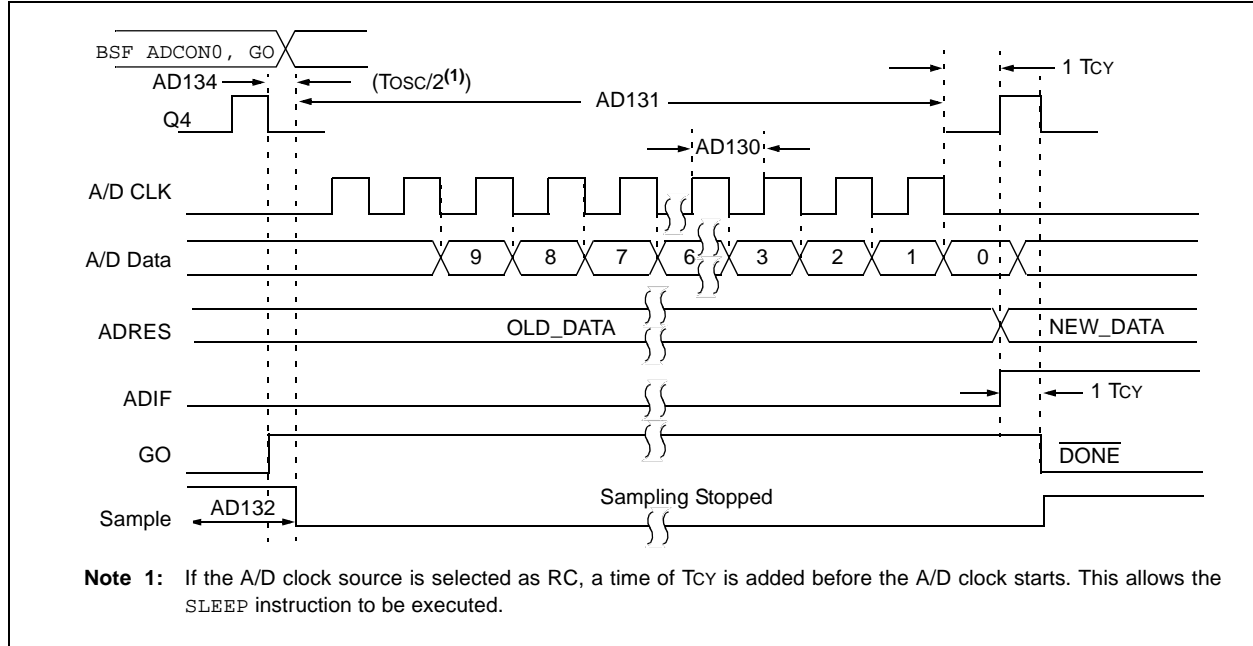 BSF ADCON0, GO
AD134
(TOSC/2(1))
1 TCY
AD131
Q4
AD130
A/D CLK
A/D Data
9 8 7 6 3 2 1 0
ADRES
OLD_DATA
NEW_DATA
ADIF
1 TCY
GO
DONE
Sampling Stopped
AD132
Sample
Note 1: If the A/D clock source is selected as RC, a time of TCY is added before the A/D clock starts. This allows the
SLEEP instruction to be executed.